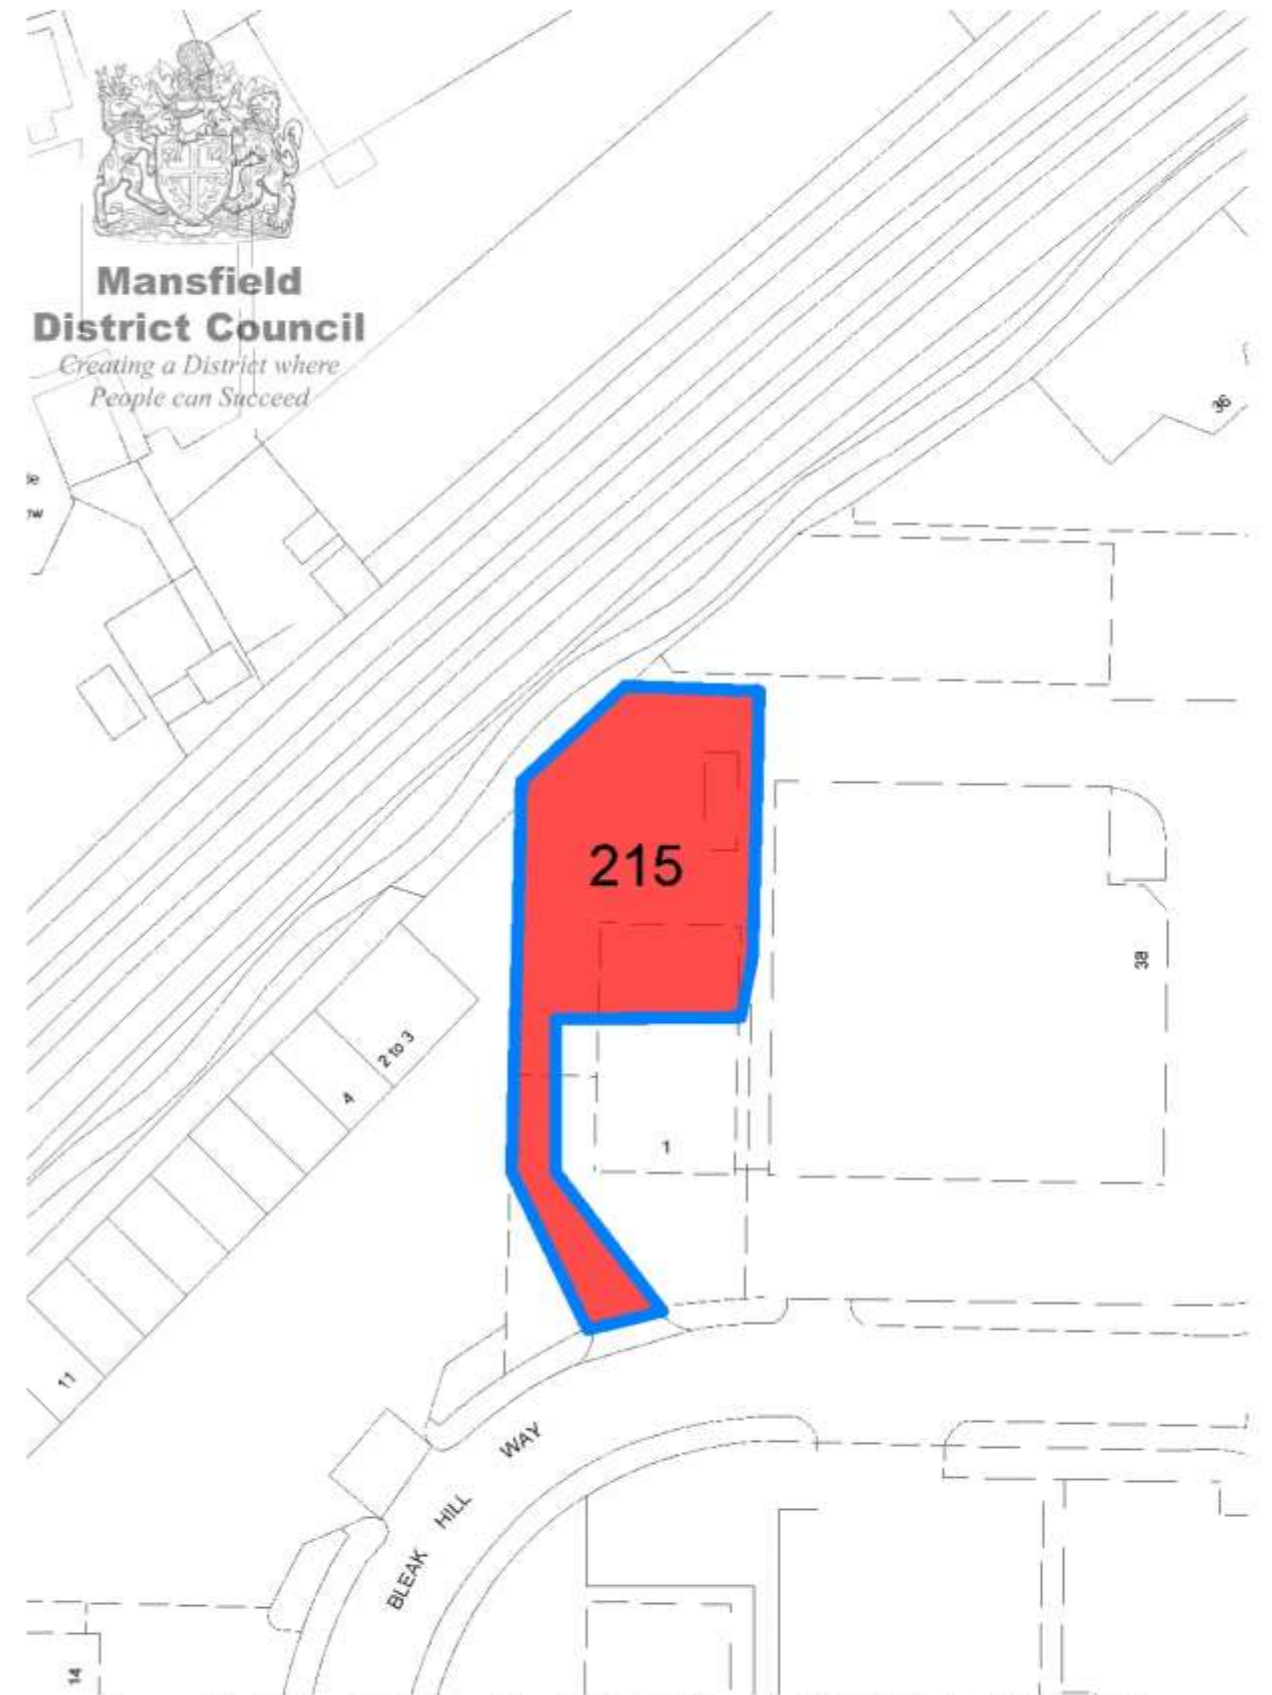 Mansfield
District Council
Creating a District where
People can Succeed
36
215
38
2 to 3
4
1
11
WAY
HILL
BLEAK
14